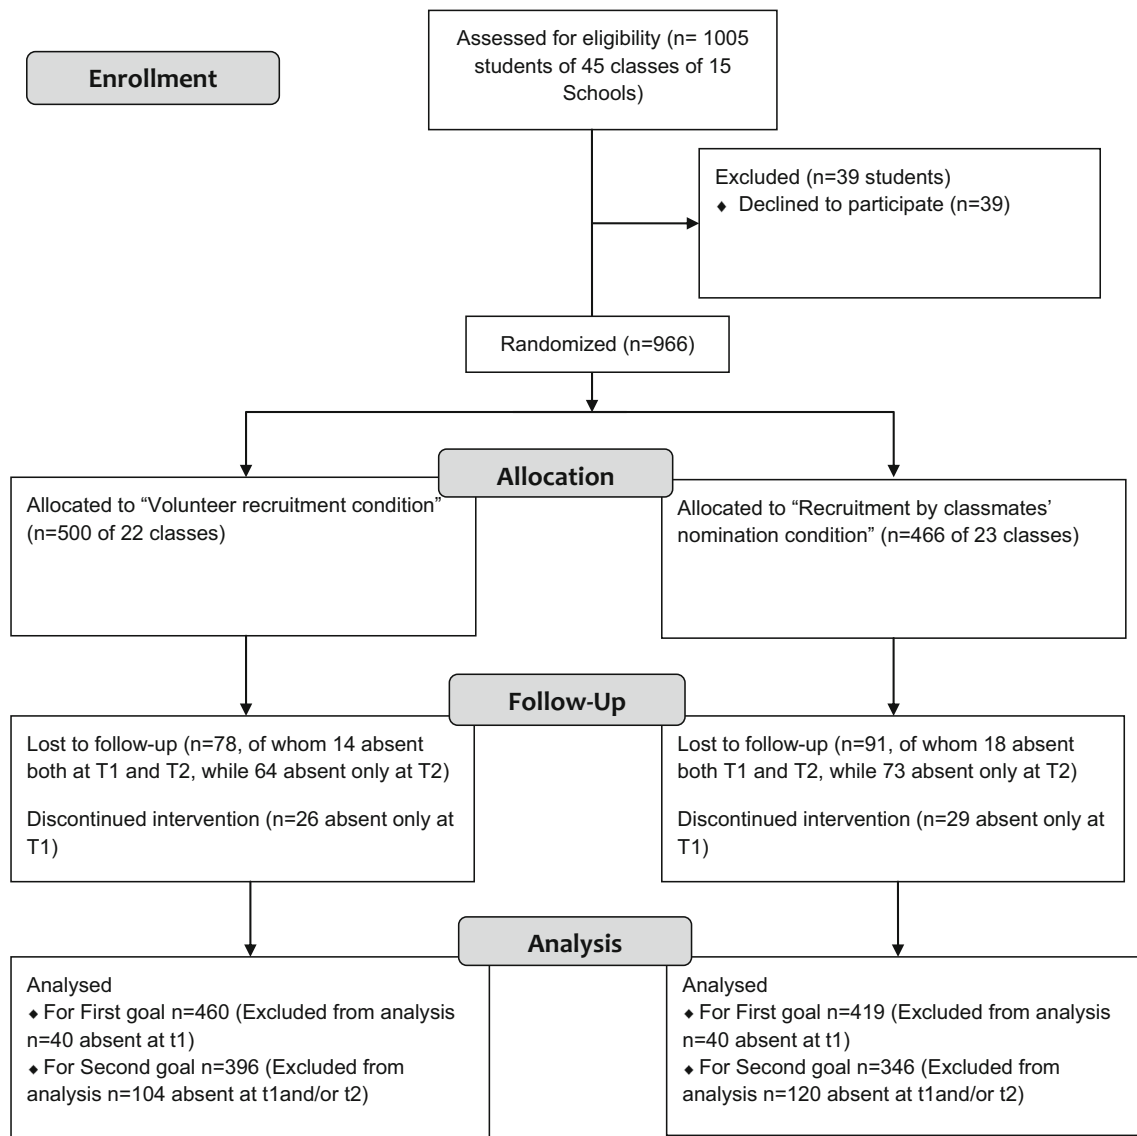 Assessed for eligibility (n= 1005
students of 45 classes of 15
Schools)
Enrollment
Excluded (n=39 students)
⬧ Declined to participate (n=39)
Randomized (n=966)
Allocation
Allocated to “Volunteer recruitment condition”
(n=500 of 22 classes)
Allocated to “Recruitment by classmates’
nomination condition” (n=466 of 23 classes)
Follow-Up
Lost to follow-up (n=78, of whom 14 absent
both at T1 and T2, while 64 absent only at T2)
Discontinued intervention (n=26 absent only at
T1)
Lost to follow-up (n=91, of whom 18 absent
both T1 and T2, while 73 absent only at T2)
Discontinued intervention (n=29 absent only at
T1)
Analysis
Analysed
⬧ For First goal n=460 (Excluded from analysis
n=40 absent at t1)
⬧ For Second goal n=396 (Excluded from
analysis n=104 absent at t1and/or t2)
Analysed
⬧ For First goal n=419 (Excluded from analysis
n=40 absent at t1)
⬧ For Second goal n=346 (Excluded from
analysis n=120 absent at t1and/or t2)